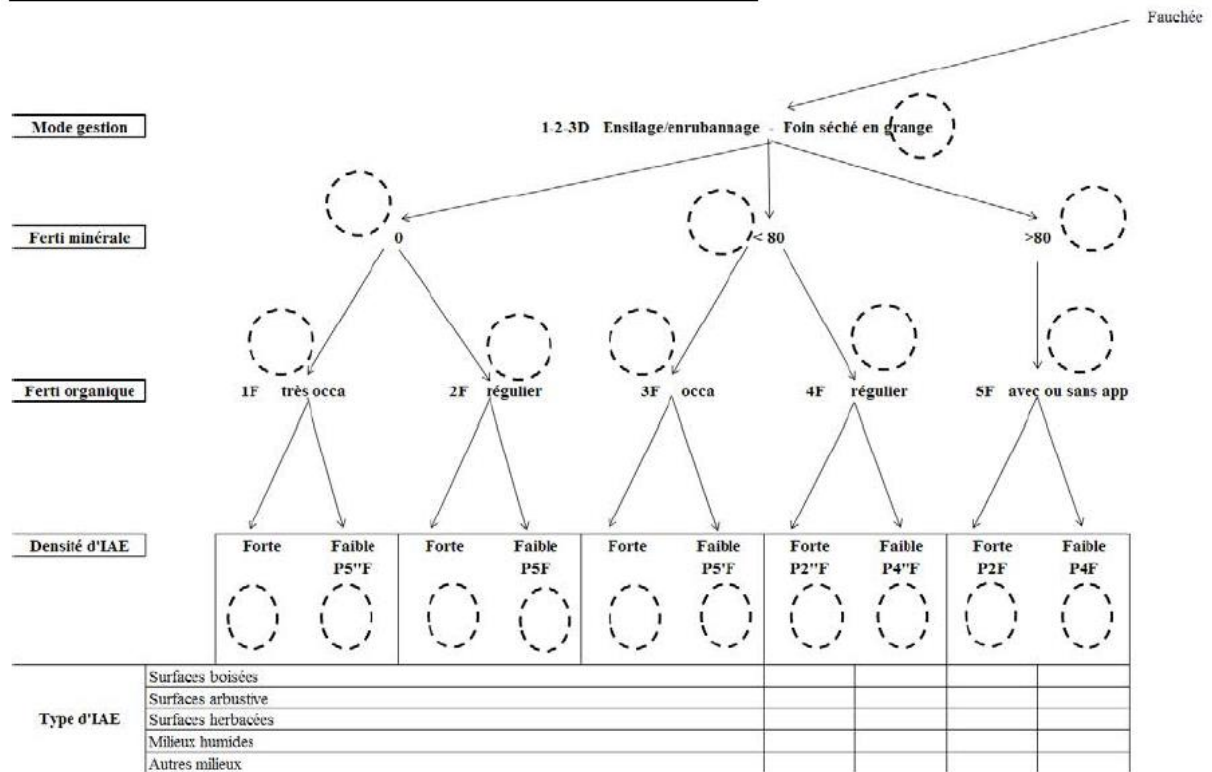 Fauchée
Mode gestion
1-2-3D Ensilage/enrubannage - Foin séché en grange
Ferti minérale
0
< 80
>80
Ferti organique
1F très occa
2F régulier
3F occa
4F régulier
5F avec ou sans app
Densité d'IAE
Forte Faible Forte Faible Forte Faible Forte Faible Forte Faible
P5"F P5F P5'F P2"F P4"F P2F P4F
Type d'IAE
Surfaces boisées
Surfaces arbustive
Surfaces herbacées
Milieux humides
Autres milieux